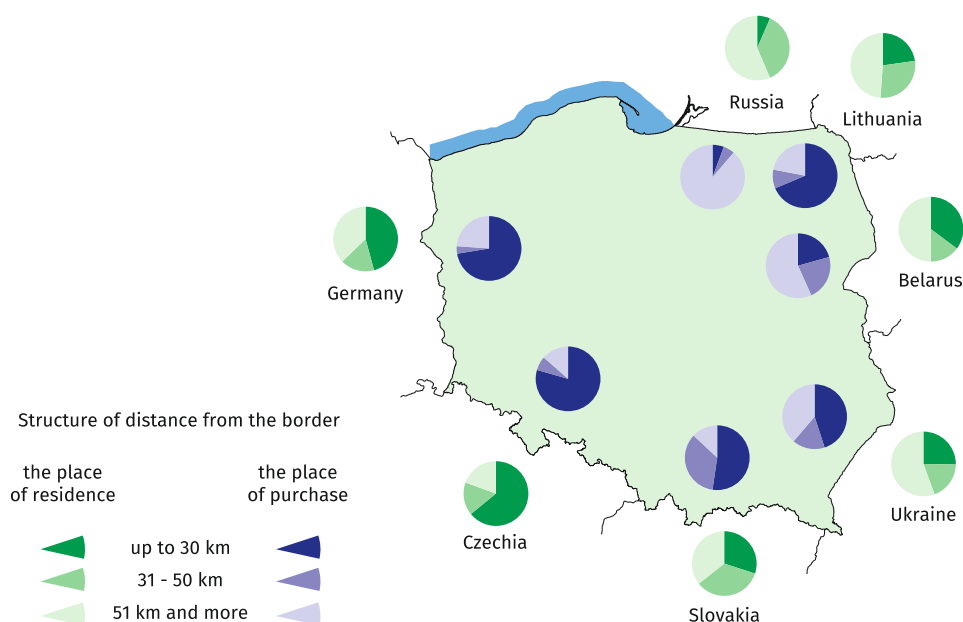 Russia
Lithuania
Belarus
Germany
Structure of distance from the border
the place
of residence
the place
of purchase
up to 30 km
31 - 50 km
51 km and more
Czechia
Ukraine
Slovakia